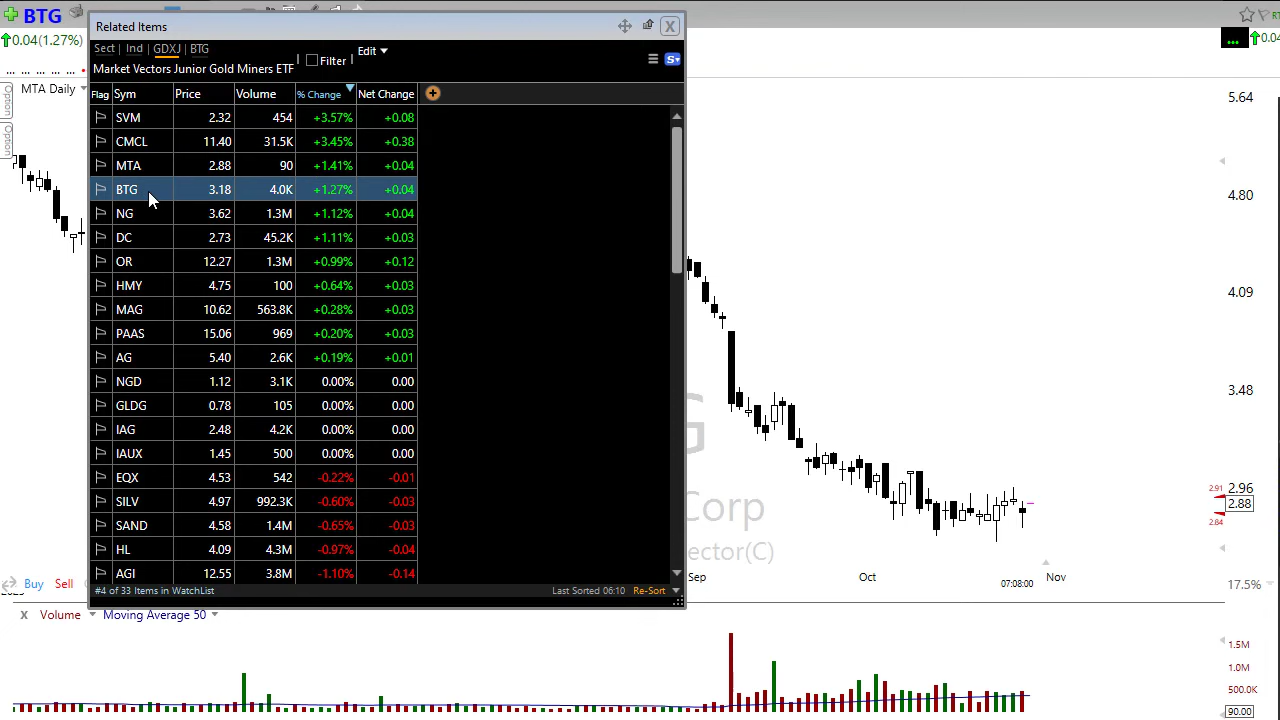 BTG
0.04(1.27%)
MTA Daily
Option
Option
Related Items
X
Sect Ind GDXJ BTG
Filter
Edit
Market Vectors Junior Gold Miners ETF
Flag Sym Price Volume % Change Net Change
SVM 2.32 454 +3.57% +0.08
CMCL 11.40 31.5K +3.45% +0.38
MTA 2.88 90 +1.41% +0.04
BTG 3.18 4.0K +1.27% +0.04
NG 3.62 1.3M +1.12% +0.04
DC 2.73 45.2K +1.11% +0.03
OR 12.27 1.3M +0.99% +0.12
HMY 4.75 100 +0.64% +0.03
MAG 10.62 563.8K +0.28% +0.03
PAAS 15.06 969 +0.20% +0.03
AG 5.40 2.6K +0.19% +0.01
NGD 1.12 3.1K 0.00% 0.00
GLDG 0.78 105 0.00% 0.00
IAG 2.48 4.2K 0.00% 0.00
IAUX 1.45 500 0.00% 0.00
EQX 4.53 542 -0.22% -0.01
SILV 4.97 992.3K -0.60% -0.03
SAND 4.58 1.4M -0.65% -0.03
HL 4.09 4.3M -0.97% -0.04
AGI 12.55 3.8M -1.10% -0.14
#4 of 33 Items in WatchList Last Sorted 06:10 Re-Sort
Buy Sell
G
Corp
ector(C)
0.04
5.64
4.80
4.09
3.48
2.96
2.91
2.88
2.84
Sep Oct 07:08:00 Nov
17.5%
X Volume Moving Average 50
1.5M
1.0M
500.0K
90.00